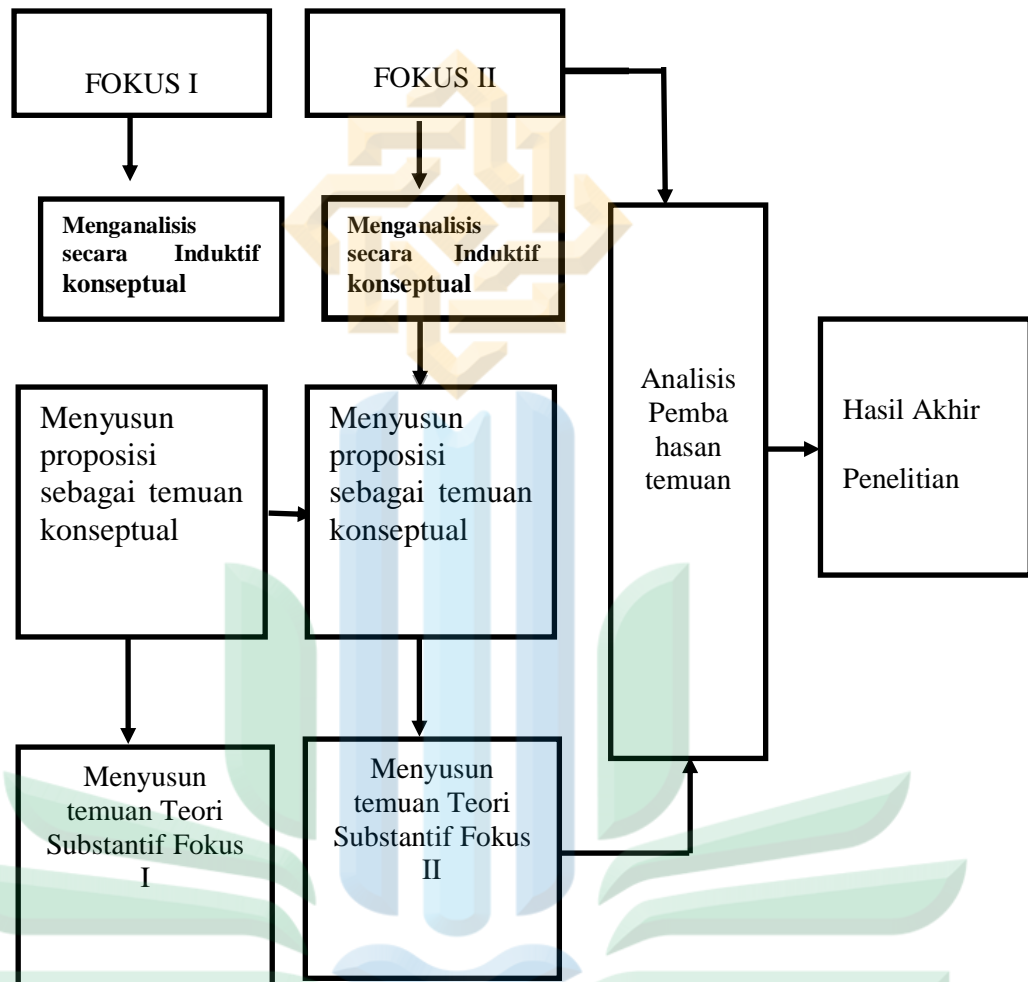 FOKUS I
FOKUS II
Menganalisis
secara Induktif
konseptual
Menganalisis
secara Induktif
konseptual
Menyusun
proposisi
sebagai temuan
konseptual
Menyusun
proposisi
sebagai temuan
konseptual
Analisis
Pemba
hasan
temuan
Hasil Akhir
Penelitian
Menyusun
temuan Teori
Substantif Fokus
I
Menyusun
temuan Teori
Substantif Fokus
II